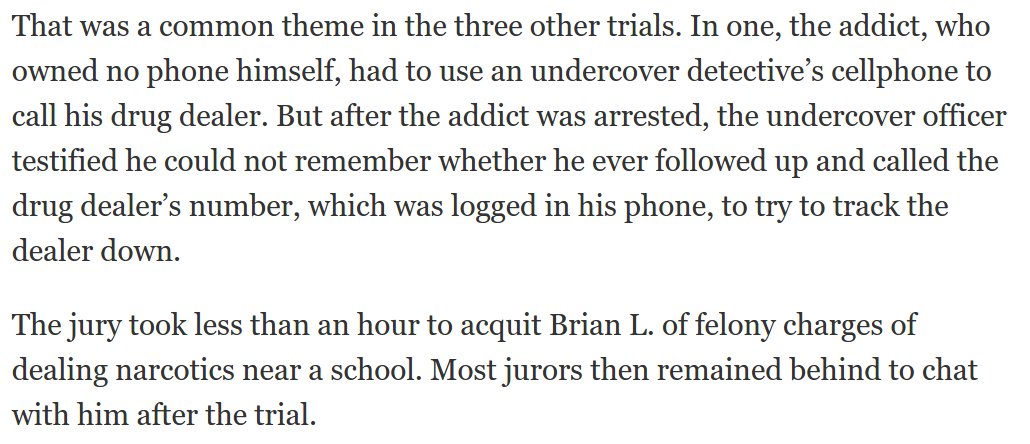 That was a common theme in the three other trials. In one, the addict, who
owned no phone himself, had to use an undercover detective’s cellphone to
call his drug dealer. But after the addict was arrested, the undercover officer
testified he could not remember whether he ever followed up and called the
drug dealer’s number, which was logged in his phone, to try to track the
dealer down.
The jury took less than an hour to acquit Brian L. of felony charges of
dealing narcotics near a school. Most jurors then remained behind to chat
with him after the trial.